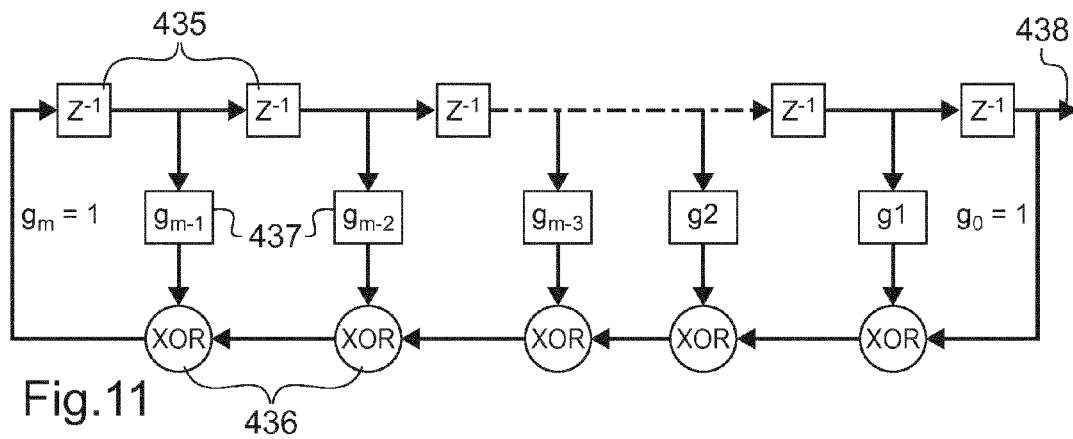 435 438
Z⁻¹ Z⁻¹ Z⁻¹ Z⁻¹ Z⁻¹
gₘ = 1 gₘ₋₁ 437 gₘ₋₂ gₘ₋₃ g2 g1 g₀ = 1
XOR XOR XOR XOR XOR
Fig.11
436